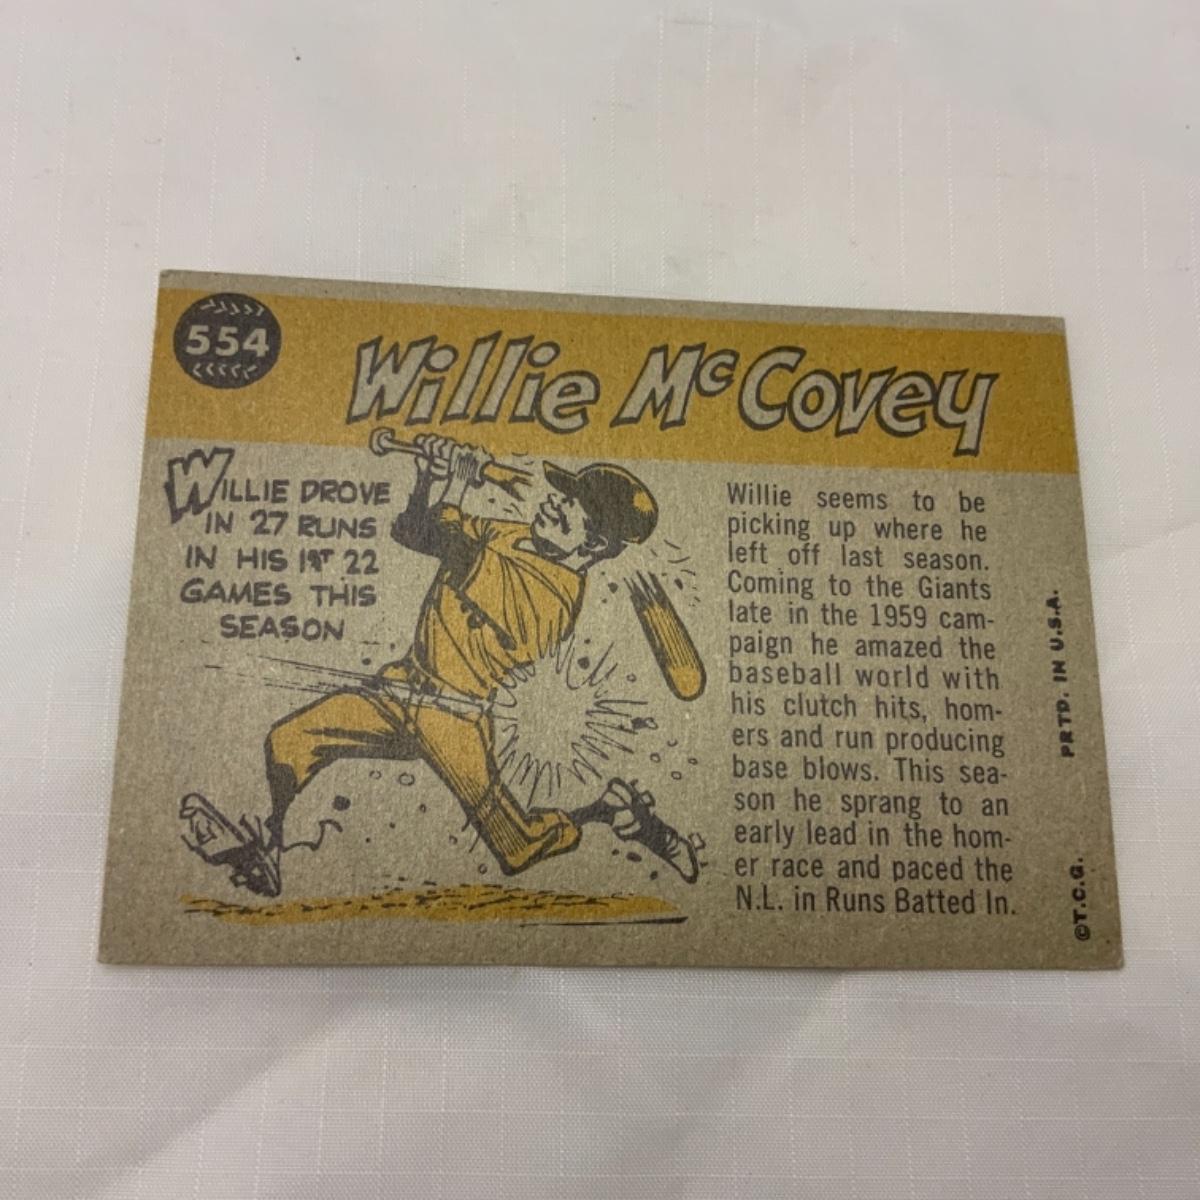 554
Willie McCovey
WILLIE DROVE
IN 27 RUNS
IN HIS 1ST 22
GAMES THIS
SEASON
Willie seems to be
picking up where he
left off last season.
Coming to the Giants
late in the 1959 cam-
paign he amazed the
baseball world with
his clutch hits, hom-
ers and run producing
base blows. This sea-
son he sprang to an
early lead in the hom-
er race and paced the
N.L. in Runs Batted In.
©T.C.G.
PRTD. IN U.S.A.